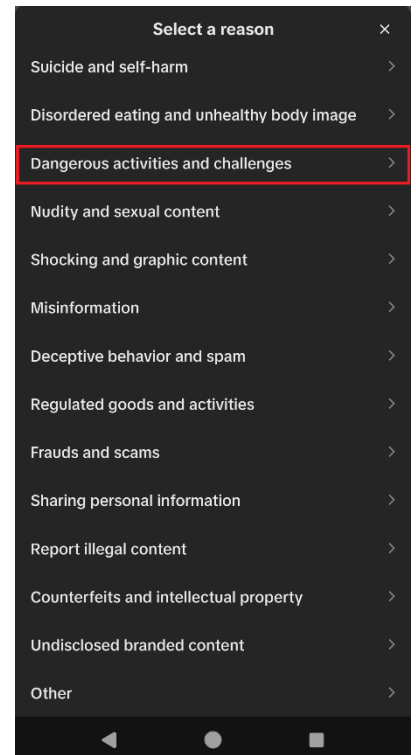 Select a reason
Suicide and self-harm
Disordered eating and unhealthy body image
Dangerous activities and challenges
Nudity and sexual content
Shocking and graphic content
Misinformation
Deceptive behavior and spam
Regulated goods and activities
Frauds and scams
Sharing personal information
Report illegal content
Counterfeits and intellectual property
Undisclosed branded content
Other